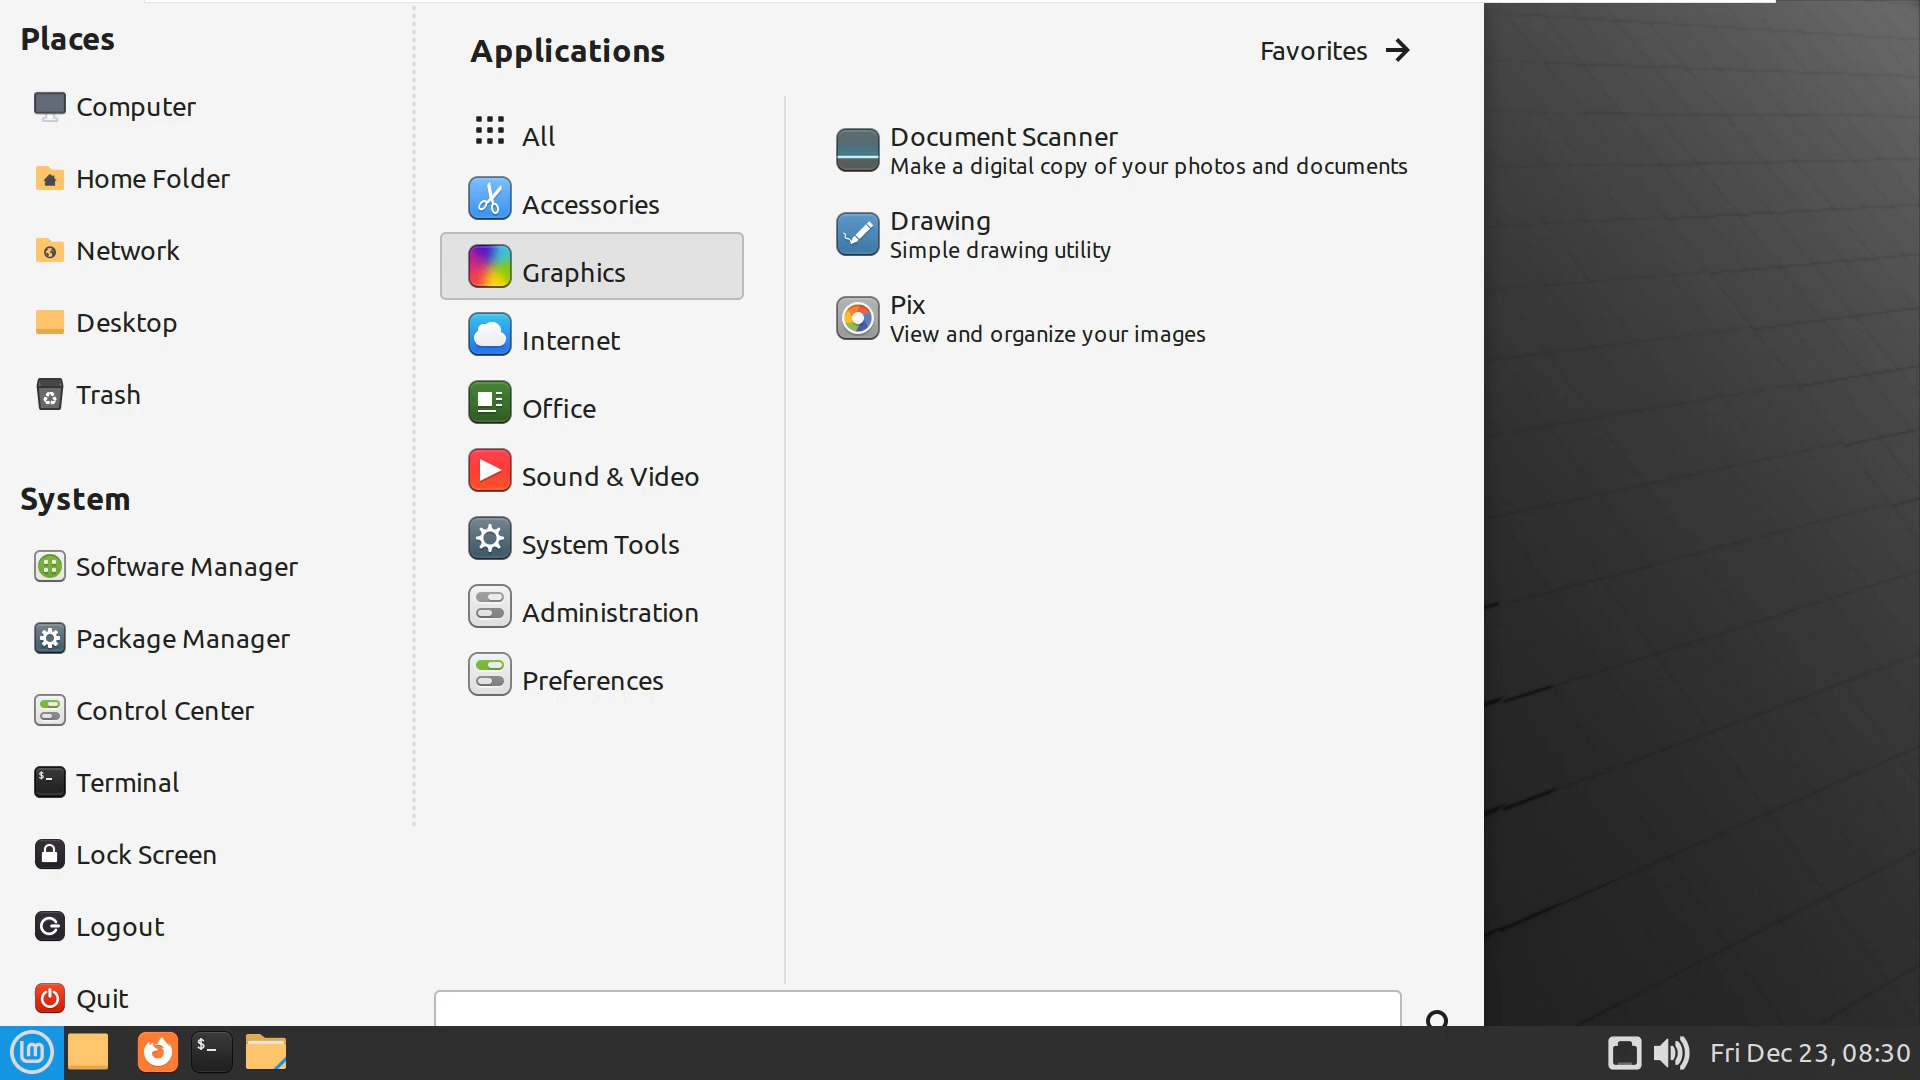 Places
Computer
Home Folder
Network
Desktop
Trash
System
Software Manager
Package Manager
Control Center
Terminal
Lock Screen
Logout
Quit
Applications
Favorites
All
Accessories
Graphics
Internet
Office
Sound & Video
System Tools
Administration
Preferences
Document Scanner
Make a digital copy of your photos and documents
Drawing
Simple drawing utility
Pix
View and organize your images
Fri Dec 23, 08:30